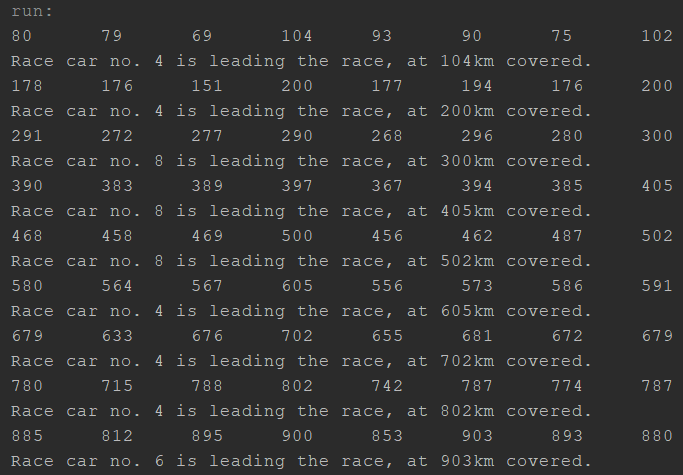 run:
80 79 69 104 93 90 75 102
Race car no. 4 is leading the race, at 104km covered.
178 176 151 200 177 194 176 200
Race car no. 4 is leading the race, at 200km covered.
291 272 277 290 268 296 280 300
Race car no. 8 is leading the race, at 300km covered.
390 383 389 397 367 394 385 405
Race car no. 8 is leading the race, at 405km covered.
468 458 469 500 456 462 487 502
Race car no. 8 is leading the race, at 502km covered.
580 564 567 605 556 573 586 591
Race car no. 4 is leading the race, at 605km covered.
679 633 676 702 655 681 672 679
Race car no. 4 is leading the race, at 702km covered.
780 715 788 802 742 787 774 787
Race car no. 4 is leading the race, at 802km covered.
885 812 895 900 853 903 893 880
Race car no. 6 is leading the race, at 903km covered.